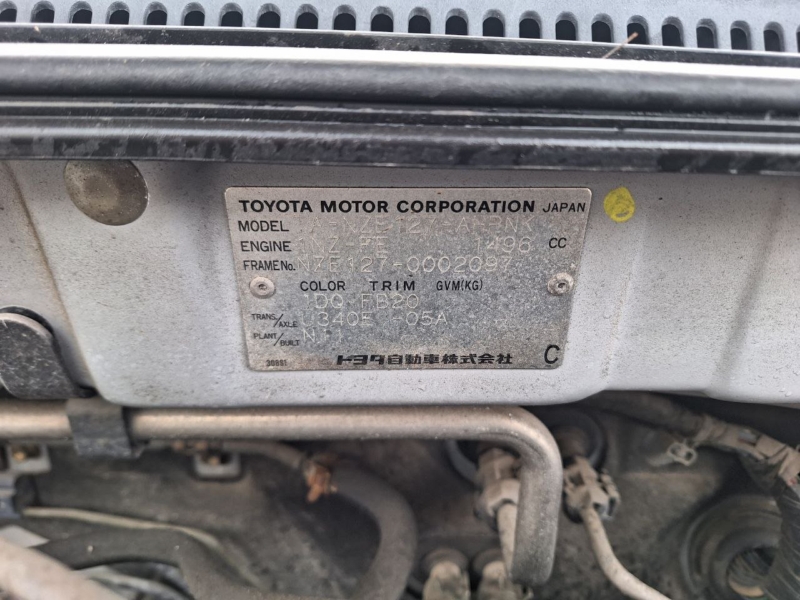 TOYOTA MOTOR CORPORATION JAPAN
MODEL
ENGINE 1NZ-FE 1496 CC
FRAME No. NZE127-0002097
COLOR TRIM GVM(KG)
1D0 FB20
TRANS/AXLE U340E -05A
PLANT/BUILT
30851 トヨタ自動車株式会社 C